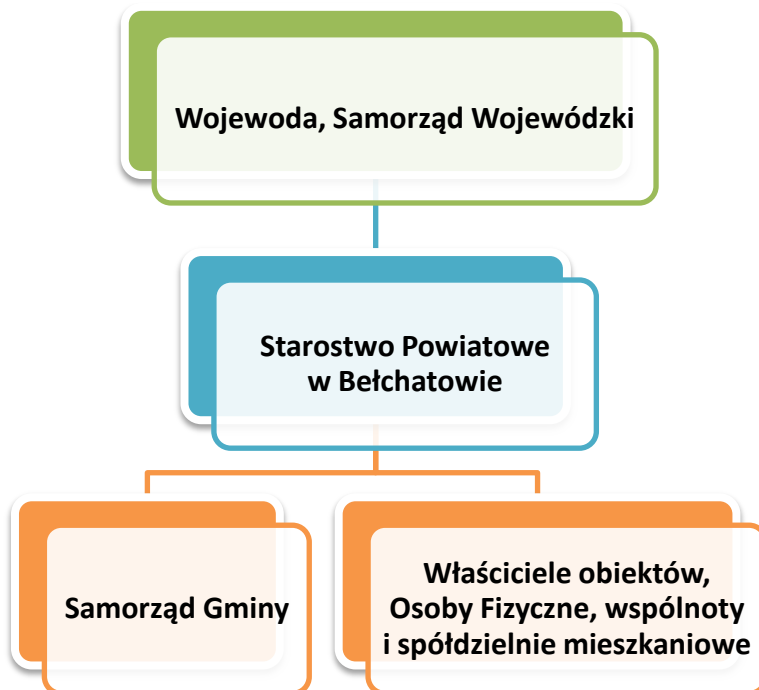 Wojewoda, Samorząd Wojewódzki
Starostwo Powiatowe
w Bełchatowie
Samorząd Gminy
Właściciele obiektów,
Osoby Fizyczne, wspólnoty
i spółdzielnie mieszkaniowe